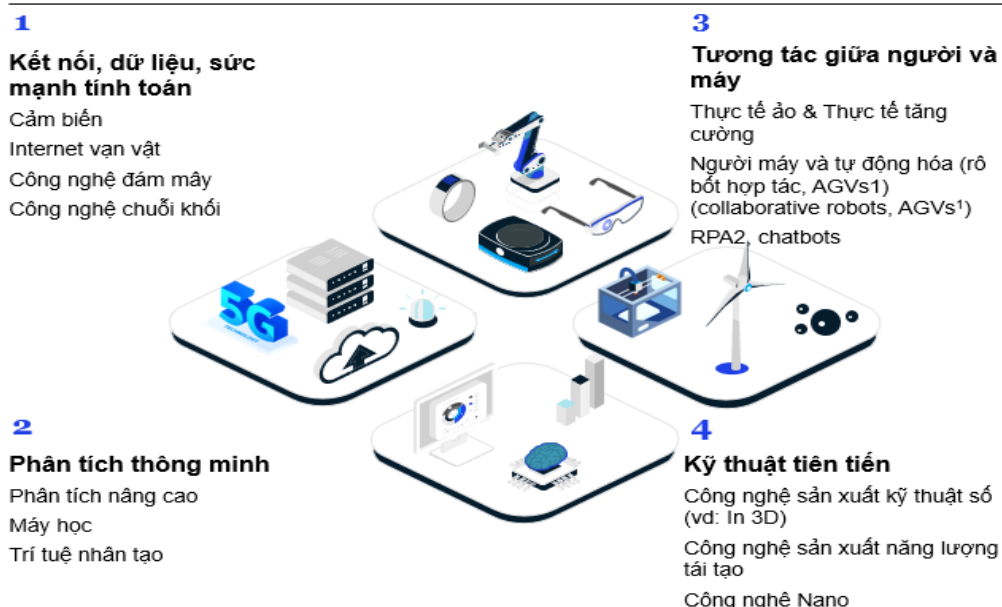 1
Kết nối, dữ liệu, sức
mạnh tính toán
Cảm biến
Internet vạn vật
Công nghệ đám mây
Công nghệ chuỗi khối
3
Tương tác giữa người và
máy
Thực tế ảo & Thực tế tăng
cường
Người máy và tự động hóa (rô
bốt hợp tác, AGVs1)
(collaborative robots, AGVs¹)
RPA2, chatbots
5G
TECHNOLOGY
2
Phân tích thông minh
Phân tích nâng cao
Máy học
Trí tuệ nhân tạo
4
Kỹ thuật tiên tiến
Công nghệ sản xuất kỹ thuật số
(vd: In 3D)
Công nghệ sản xuất năng lượng
tái tạo
Công nghệ Nano